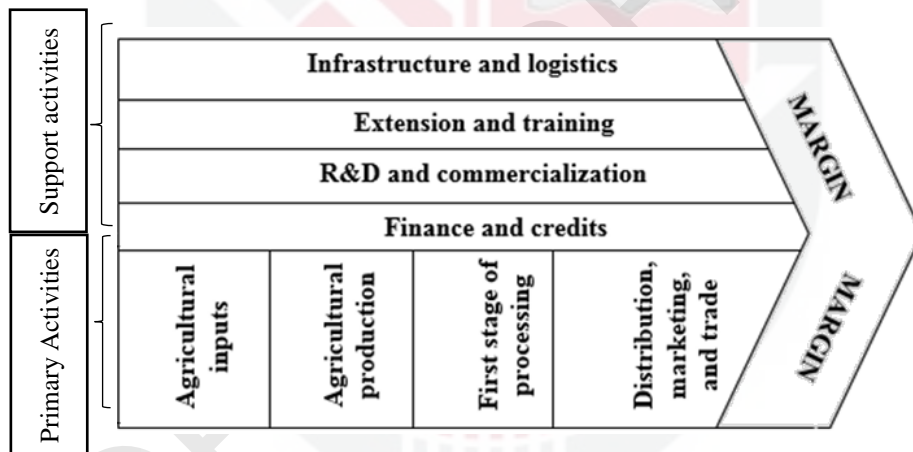 Support activities
Infrastructure and logistics
Extension and training
R&D and commercialization
Finance and credits
MARGIN
Primary Activities
Agricultural
inputs
Agricultural
production
First stage of
processing
Distribution,
marketing,
and trade
MARGIN